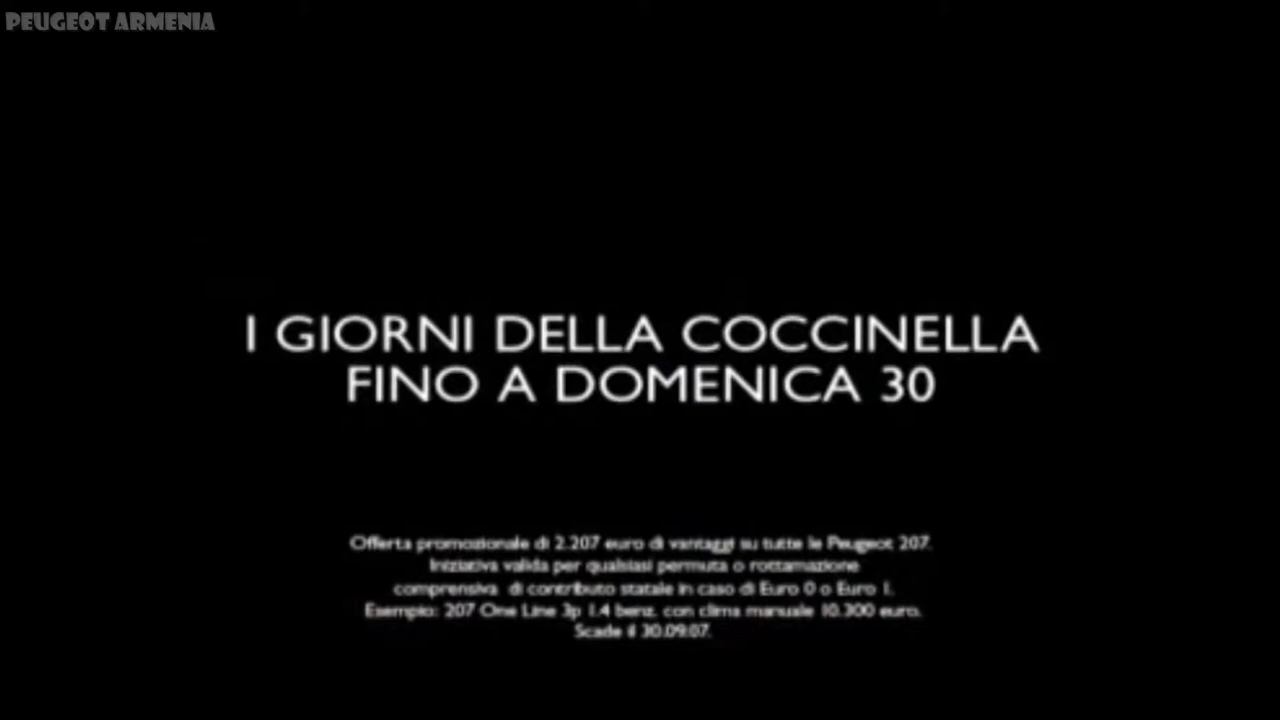 PEUGEOT ARMENIA
I GIORNI DELLA COCCINELLA
FINO A DOMENICA 30
Offerta promozionale di 2.207 euro di vantaggi su tutte le Peugeot 207.
Iniziativa valida per qualsiasi permuta o rottamazione
comprensiva di contributo statale in caso di Euro 0 o Euro 1.
Esempio: 207 One Line 3p 1.4 benz. con clima manuale 10.300 euro.
Scade il 30.09.07.